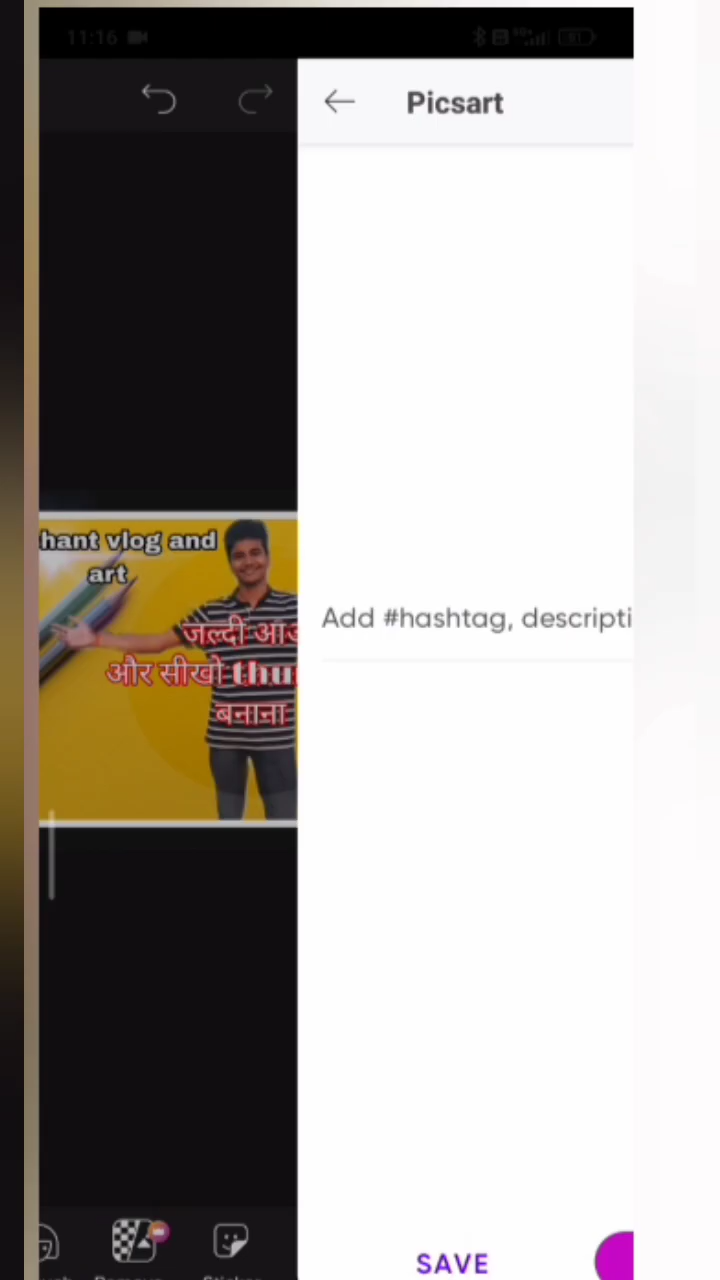 11:16
Picsart
hant vlog and
art
जल्दी
और सीखो thu
बनाना
Add #hashtag, descripti
SAVE